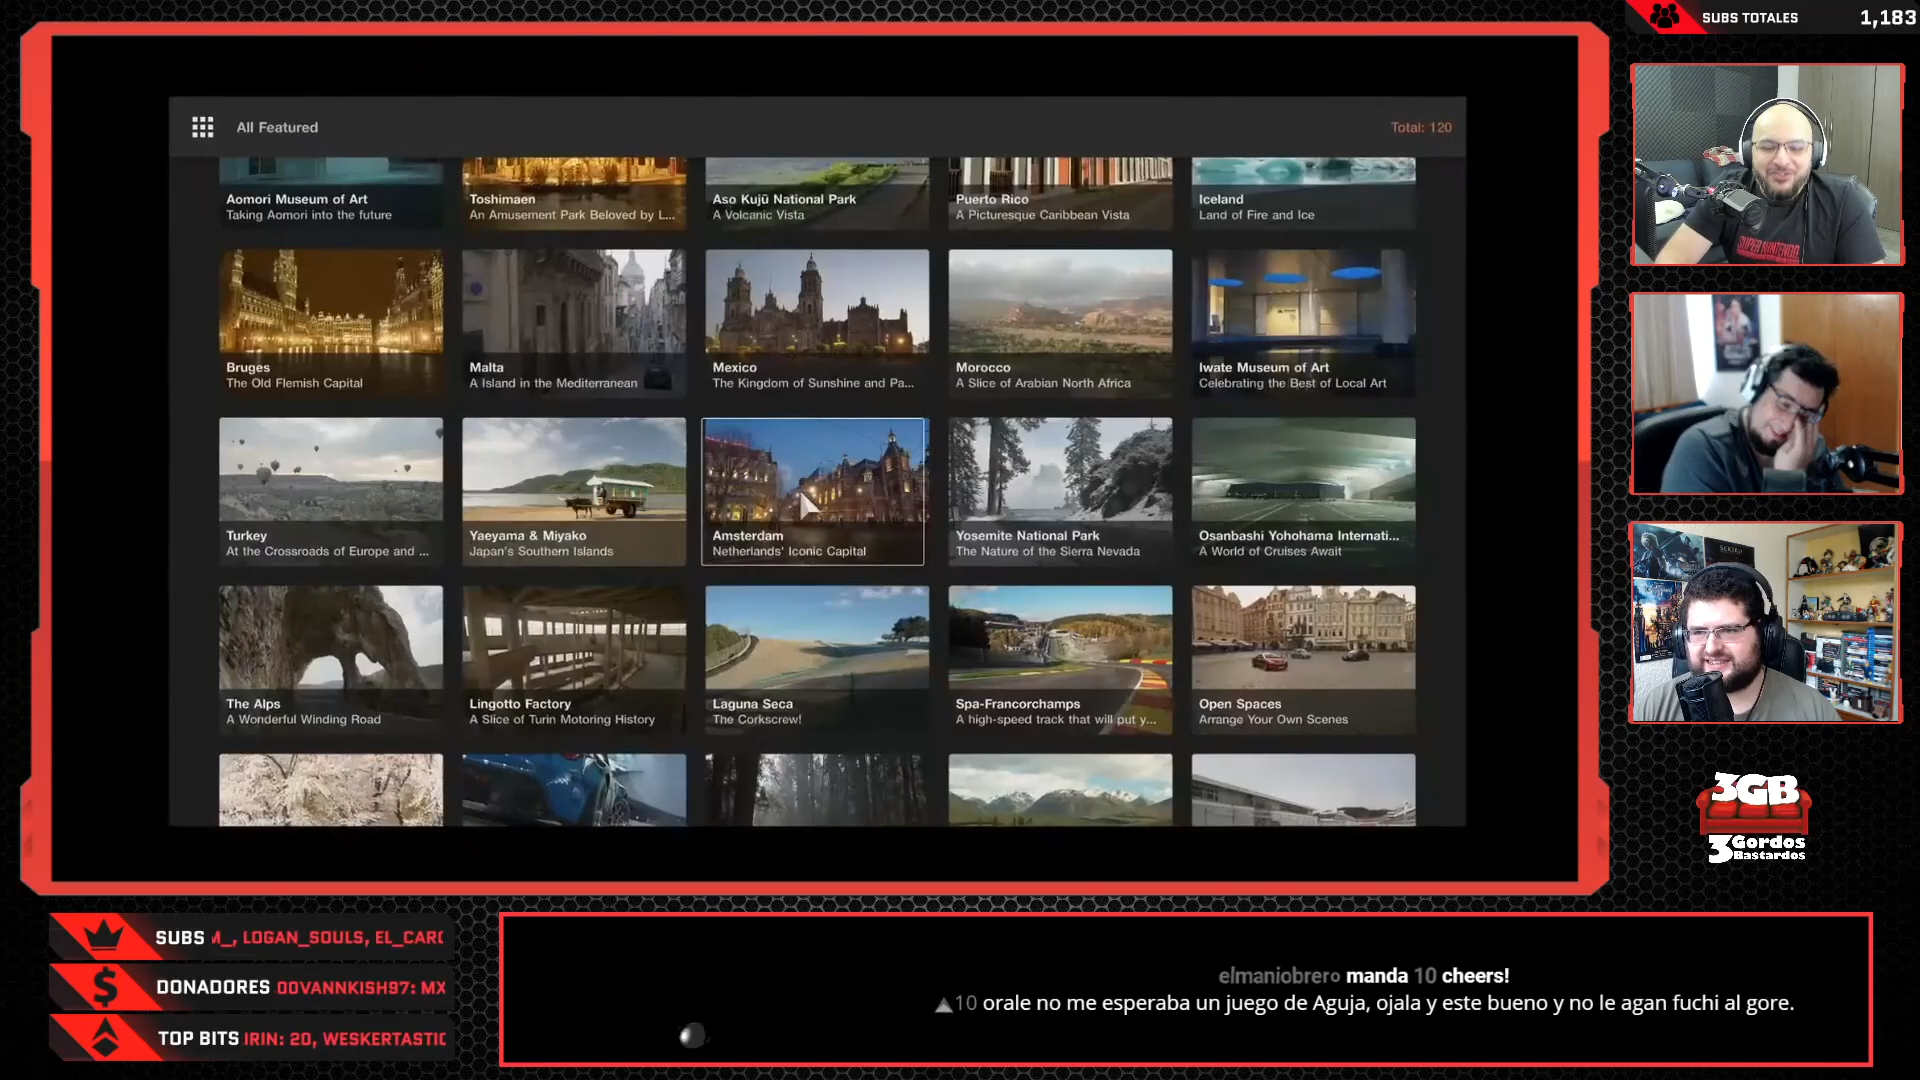 SUBS TOTALES 1,183
All Featured
Total: 120
Aomori Museum of Art
Taking Aomori into the future
Toshimaen
An Amusement Park Beloved by L...
Aso Kujū National Park
A Volcanic Vista
Puerto Rico
A Picturesque Caribbean Vista
Iceland
Land of Fire and Ice
Bruges
The Old Flemish Capital
Malta
A Island in the Mediterranean
Mexico
The Kingdom of Sunshine and Pa...
Morocco
A Slice of Arabian North Africa
Iwate Museum of Art
Celebrating the Best of Local Art
Turkey
At the Crossroads of Europe and ...
Yaeyama & Miyako
Japan's Southern Islands
Amsterdam
Netherlands' Iconic Capital
Yosemite National Park
The Nature of the Sierra Nevada
Osanbashi Yohohama Internati...
A World of Cruises Await
The Alps
A Wonderful Winding Road
Lingotto Factory
A Slice of Turin Motoring History
Laguna Seca
The Corkscrew!
Spa-Francorchamps
A high-speed track that will put y...
Open Spaces
Arrange Your Own Scenes
SUPER NINTENDO
SEKIRO
3GB
3 Gordos
Bastardos
SUBS M_, LOGAN_SOULS, EL_CARC
DONADORES OOVANNKISH97: MX
TOP BITS IRIN: 20, WESKERTASTIC
elmaniobrero manda 10 cheers!
10 orale no me esperaba un juego de Aguja, ojala y este bueno y no le agan fuchi al gore.